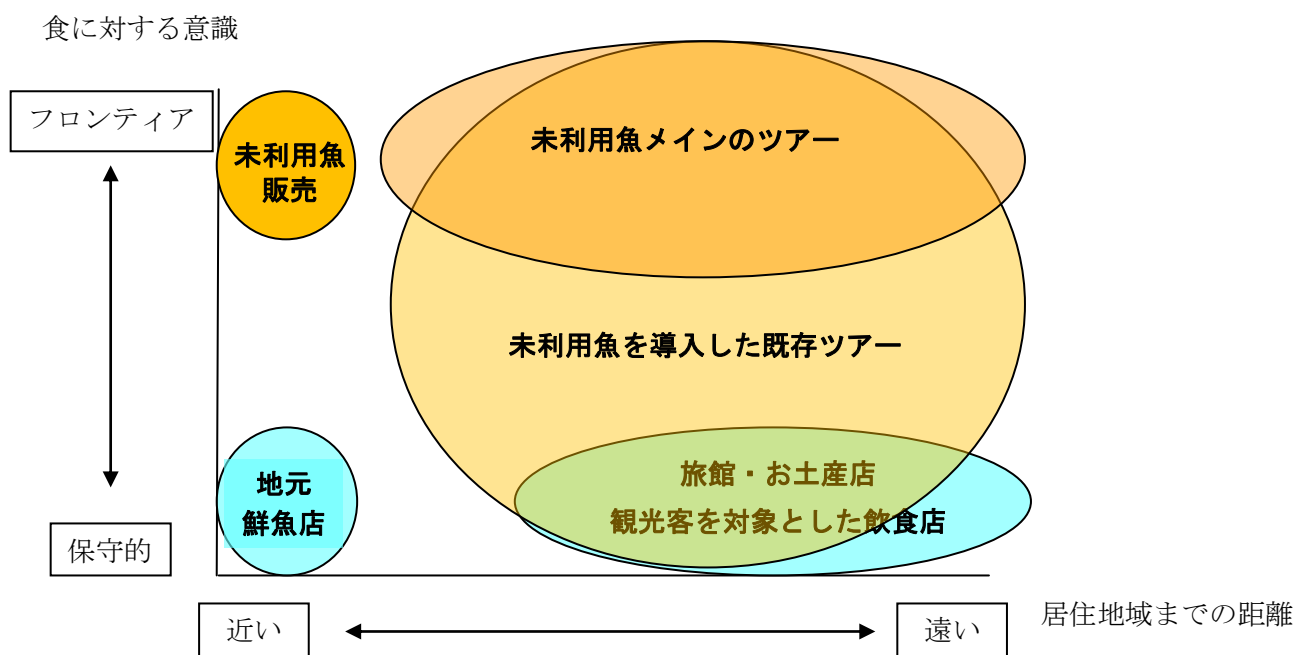 食に対する意識
フロンティア
未利用魚
販売
未利用魚メインのツアー
未利用魚を導入した既存ツアー
地元
鮮魚店
旅館・お土産店
観光客を対象とした飲食店
保守的
近い
遠い
居住地域までの距離